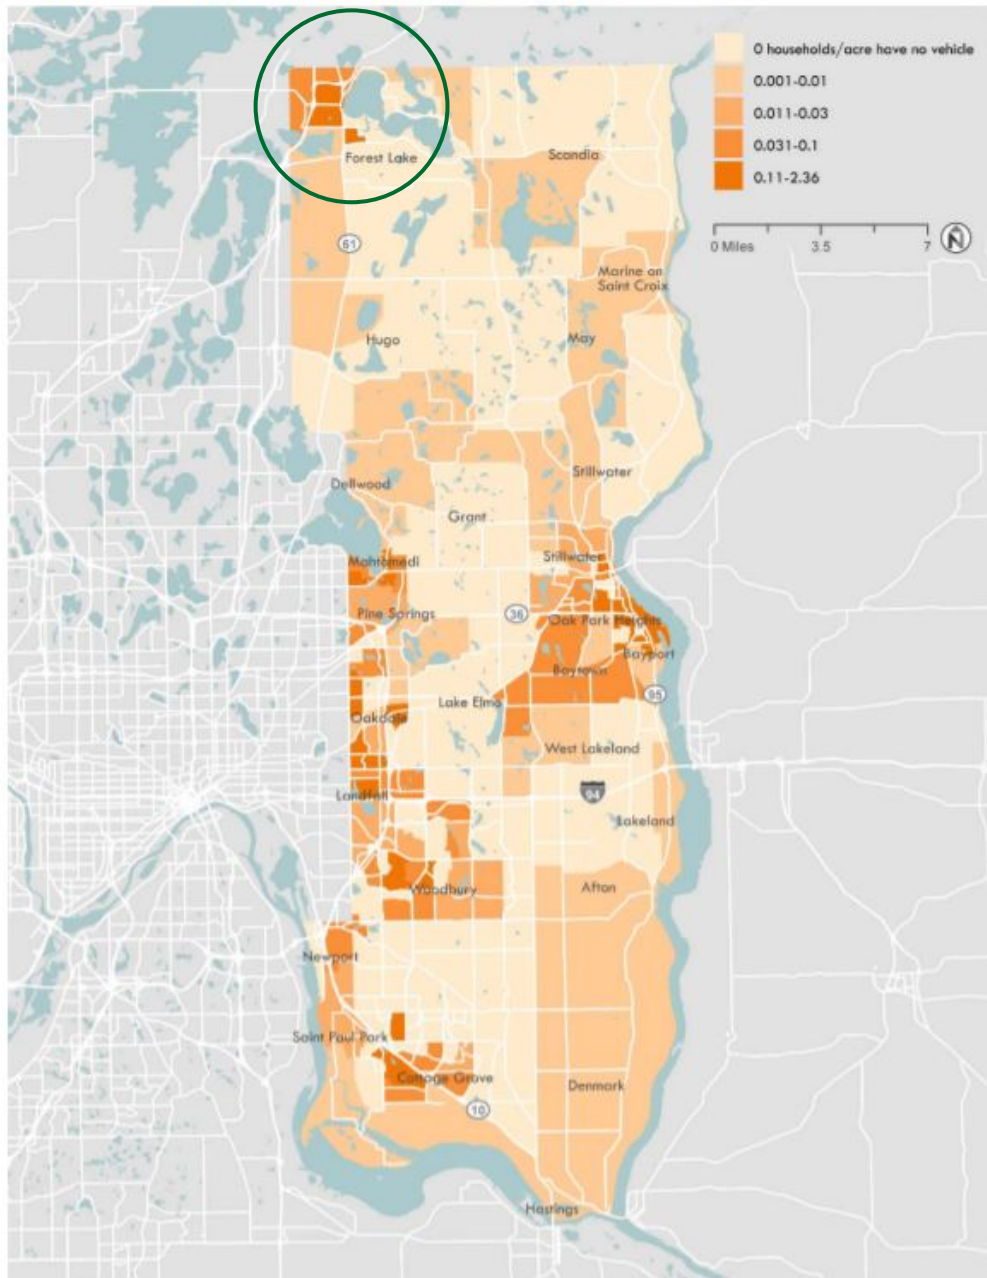 0 households/acre have no vehicle
0.001-0.01
0.011-0.03
0.031-0.1
0.11-2.36
0 Miles 3.5 7 N
Forest Lake
Scandia
61
Marine on
Saint Croix
Hugo
May
Stillwater
Dellwood
Grant
Stillwater
Mahtomedi
Pine Springs
36
Oak Park Heights
Bayport
Baytown
95
Lake Elmo
Oakdale
West Lakeland
94
Landfall
Lakeland
Woodbury
Afton
Newport
Saint Paul Park
Cottage Grove
Denmark
10
Hastings